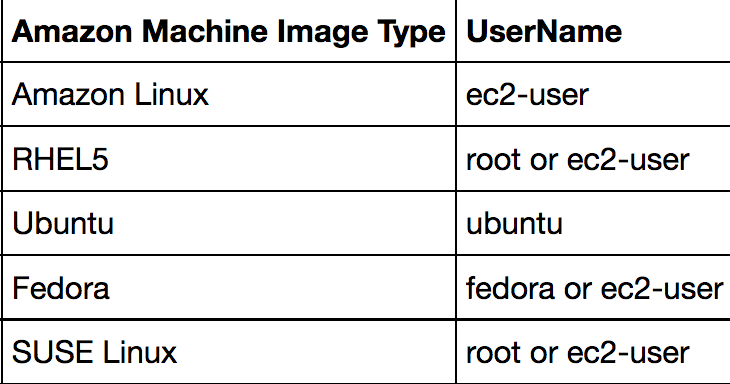 Amazon Machine Image Type UserName
Amazon Linux ec2-user
RHEL5 root or ec2-user
Ubuntu ubuntu
Fedora fedora or ec2-user
SUSE Linux root or ec2-user